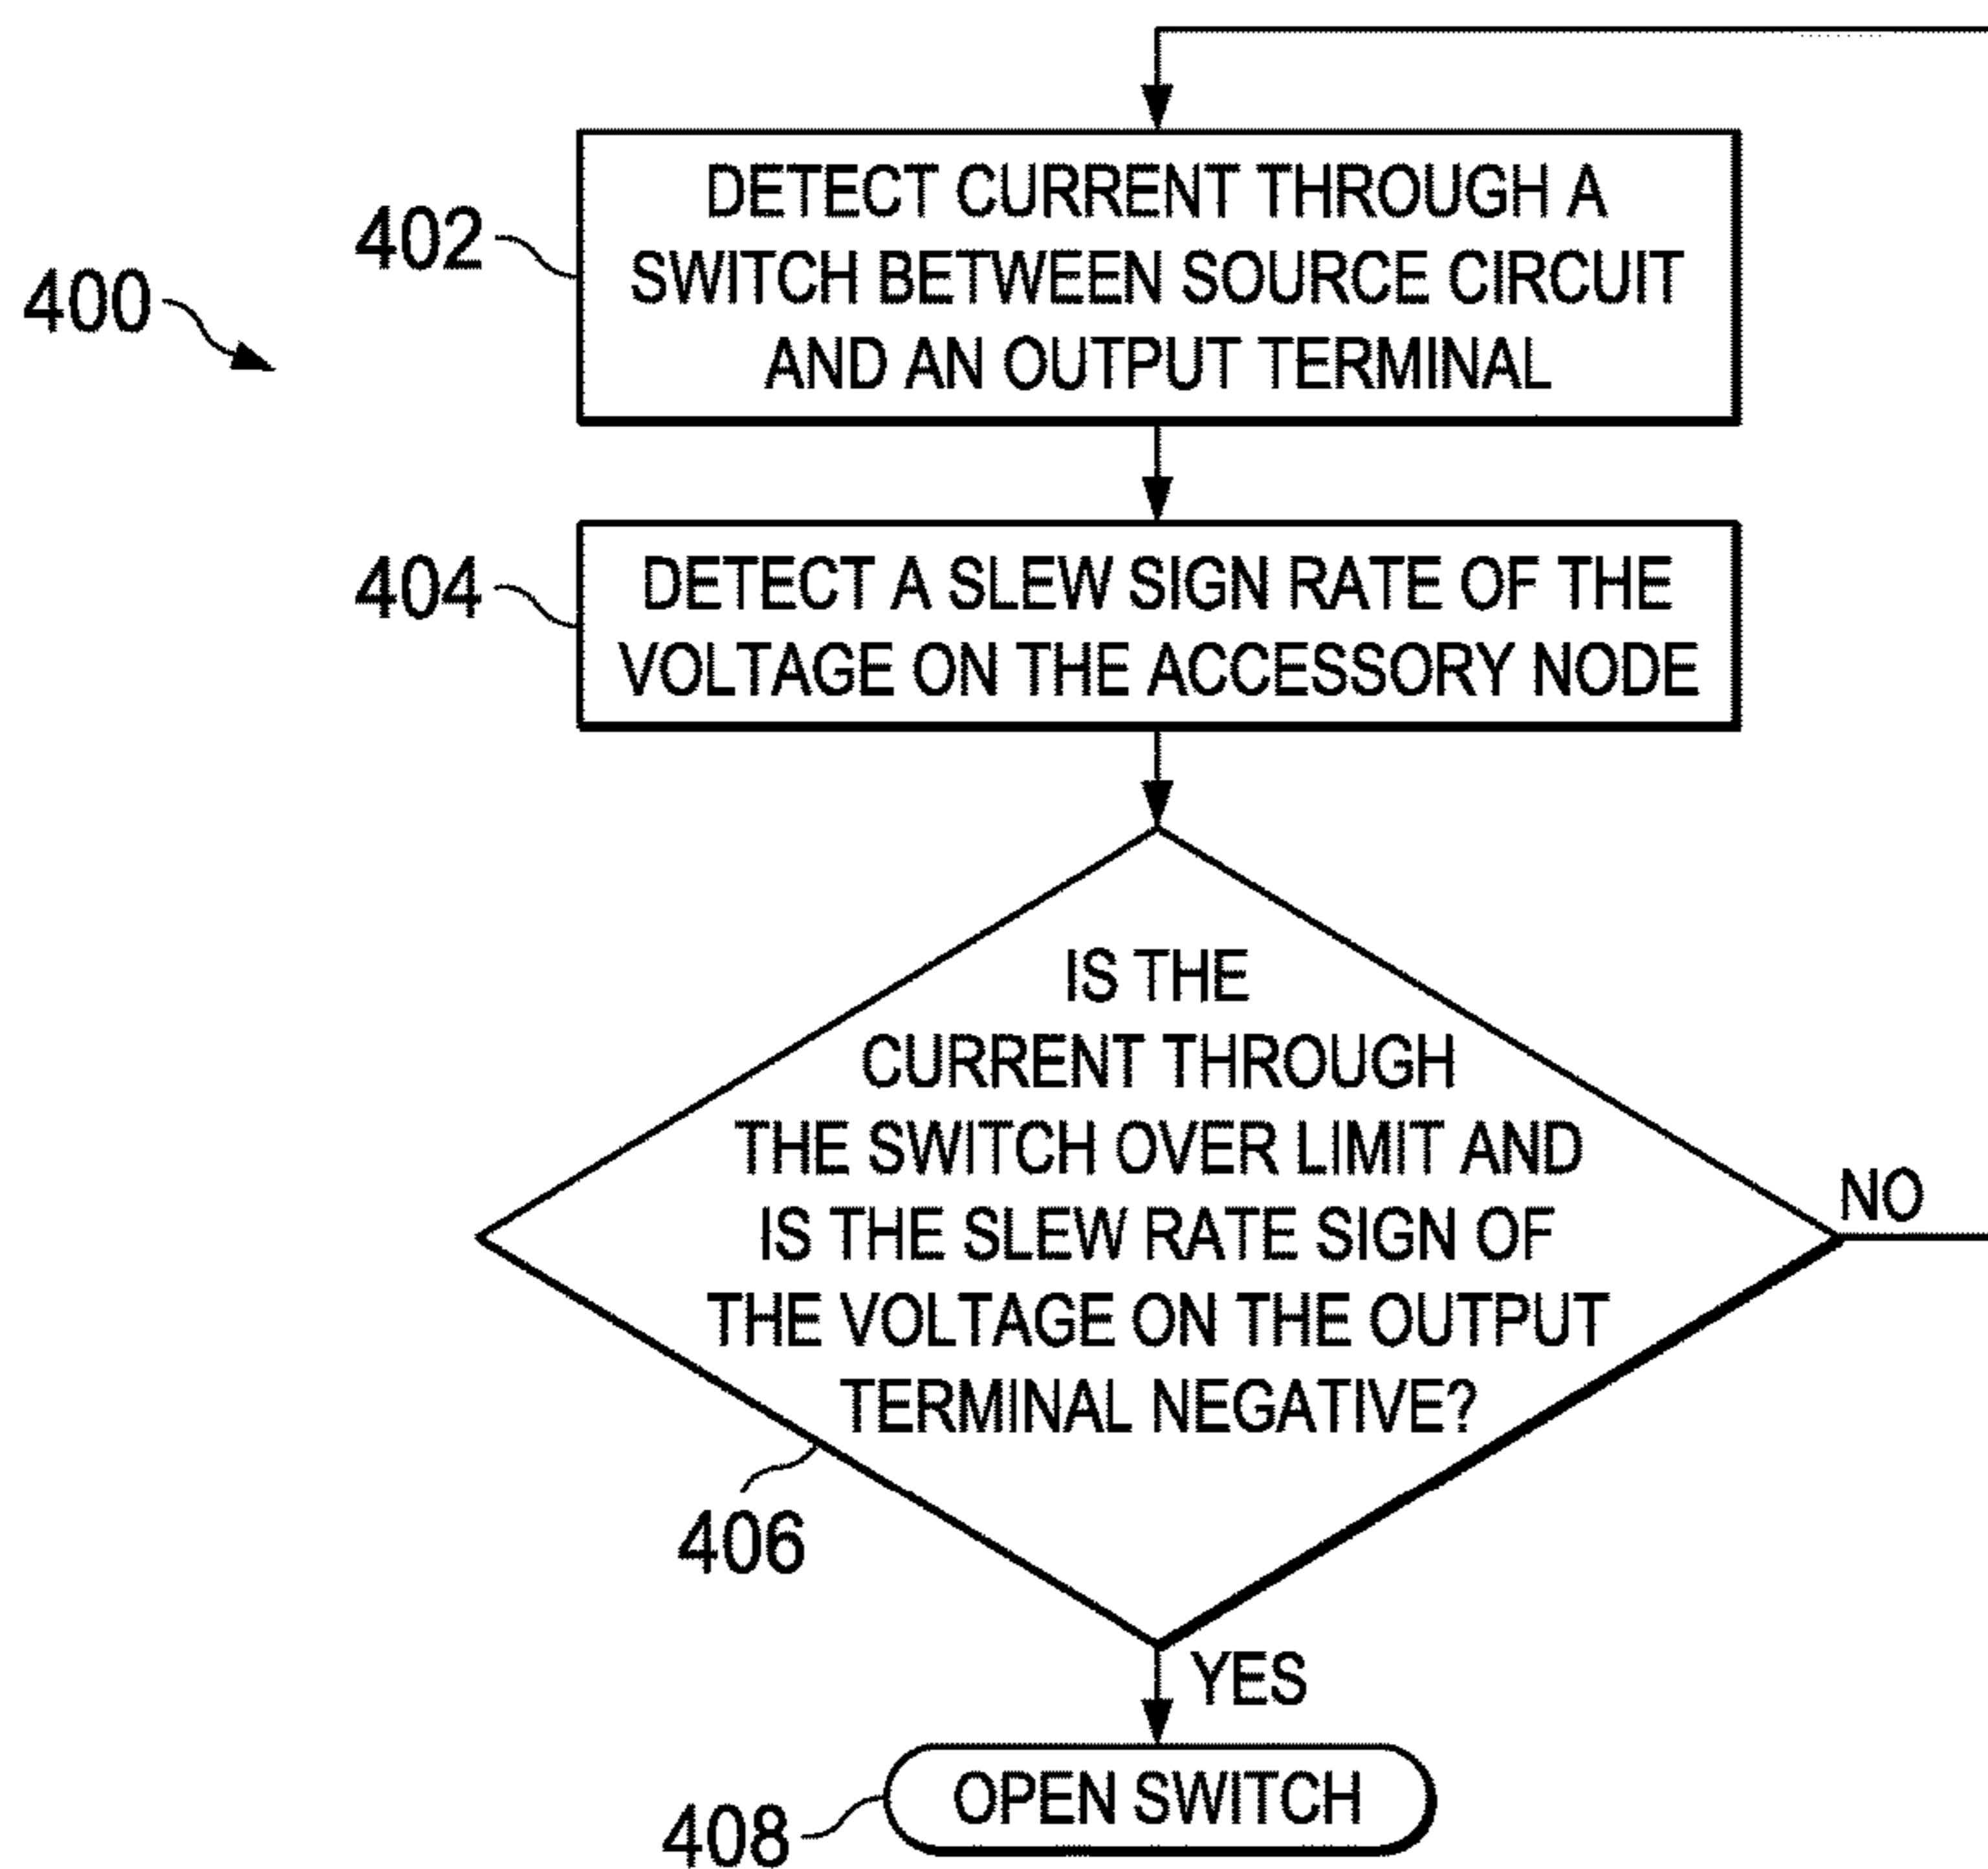 400
402
DETECT CURRENT THROUGH A
SWITCH BETWEEN SOURCE CIRCUIT
AND AN OUTPUT TERMINAL
404
DETECT A SLEW SIGN RATE OF THE
VOLTAGE ON THE ACCESSORY NODE
IS THE
CURRENT THROUGH
THE SWITCH OVER LIMIT AND
IS THE SLEW RATE SIGN OF
THE VOLTAGE ON THE OUTPUT
TERMINAL NEGATIVE?
NO
406
YES
408
OPEN SWITCH